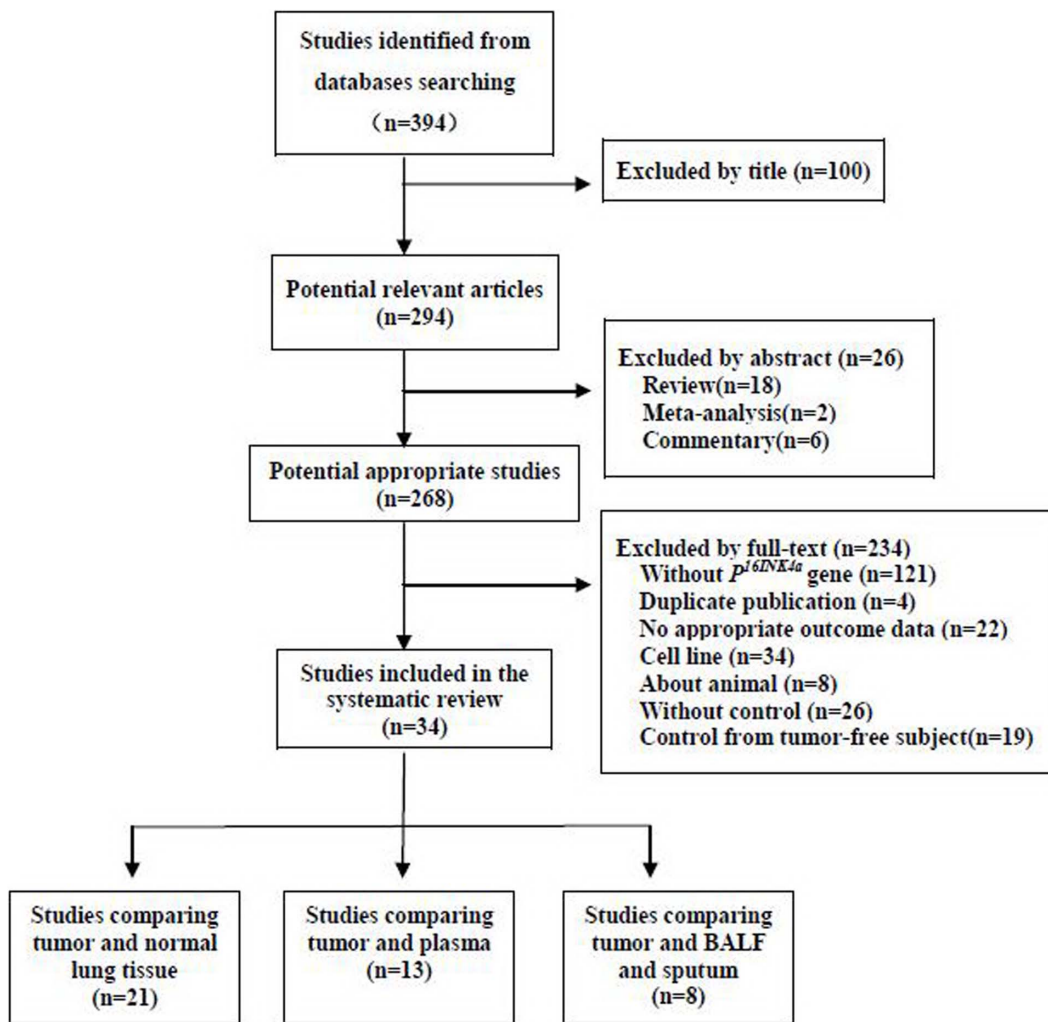 Studies identified from
databases searching
（n=394）
Excluded by title (n=100)
Potential relevant articles
(n=294)
Excluded by abstract (n=26)
Review(n=18)
Meta-analysis(n=2)
Commentary(n=6)
Potential appropriate studies
(n=268)
Excluded by full-text (n=234)
Without P16INK4a gene (n=121)
Duplicate publication (n=4)
No appropriate outcome data (n=22)
Cell line (n=34)
About animal (n=8)
Without control (n=26)
Control from tumor-free subject(n=19)
Studies included in the
systematic review
(n=34)
Studies comparing
tumor and normal
lung tissue
(n=21)
Studies comparing
tumor and plasma
(n=13)
Studies comparing
tumor and BALF
and sputum
(n=8)